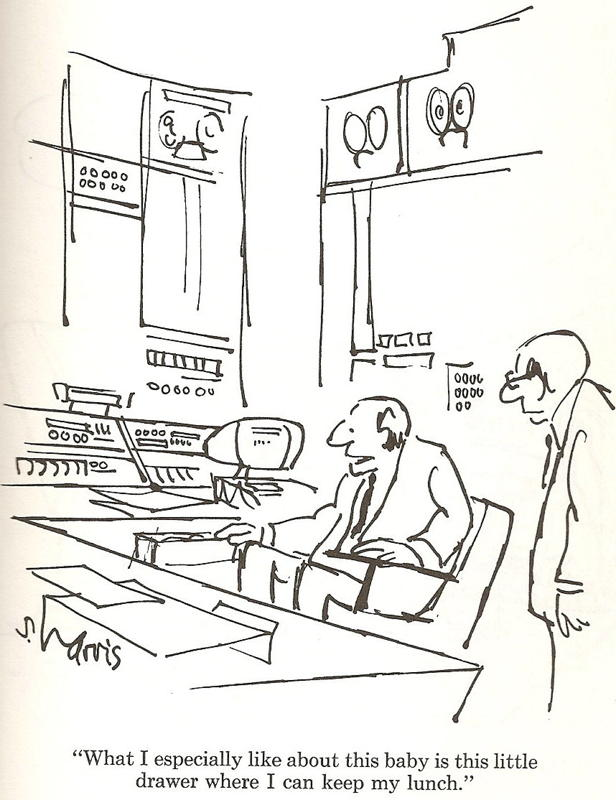 S. Harris
“What I especially like about this baby is this little
drawer where I can keep my lunch.”